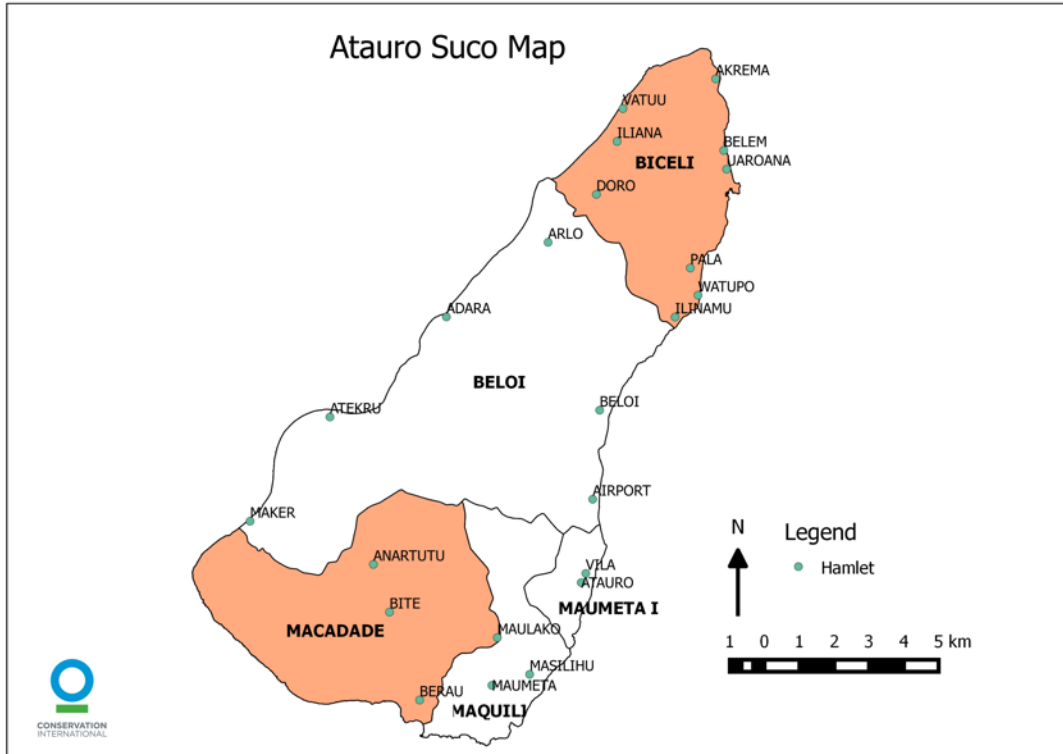 Atauro Suco Map
AKREMA
VATUU
ILIANA
BELEM
BICELI
UAROANA
DORO
ARLO
PALA
WATUPO
ADARA
ILINAMU
BELOI
ATEKRU
BELOI
AIRPORT
MAKER
N
Legend
Hamlet
ANARTUTU
VILA
ATAURO
BITE
MAUMETA I
MACADADE
MAULAKO
1 0 1 2 3 4 5 km
MASILIHU
MAUMETA
BERAU
MAQUILI
CONSERVATION
INTERNATIONAL